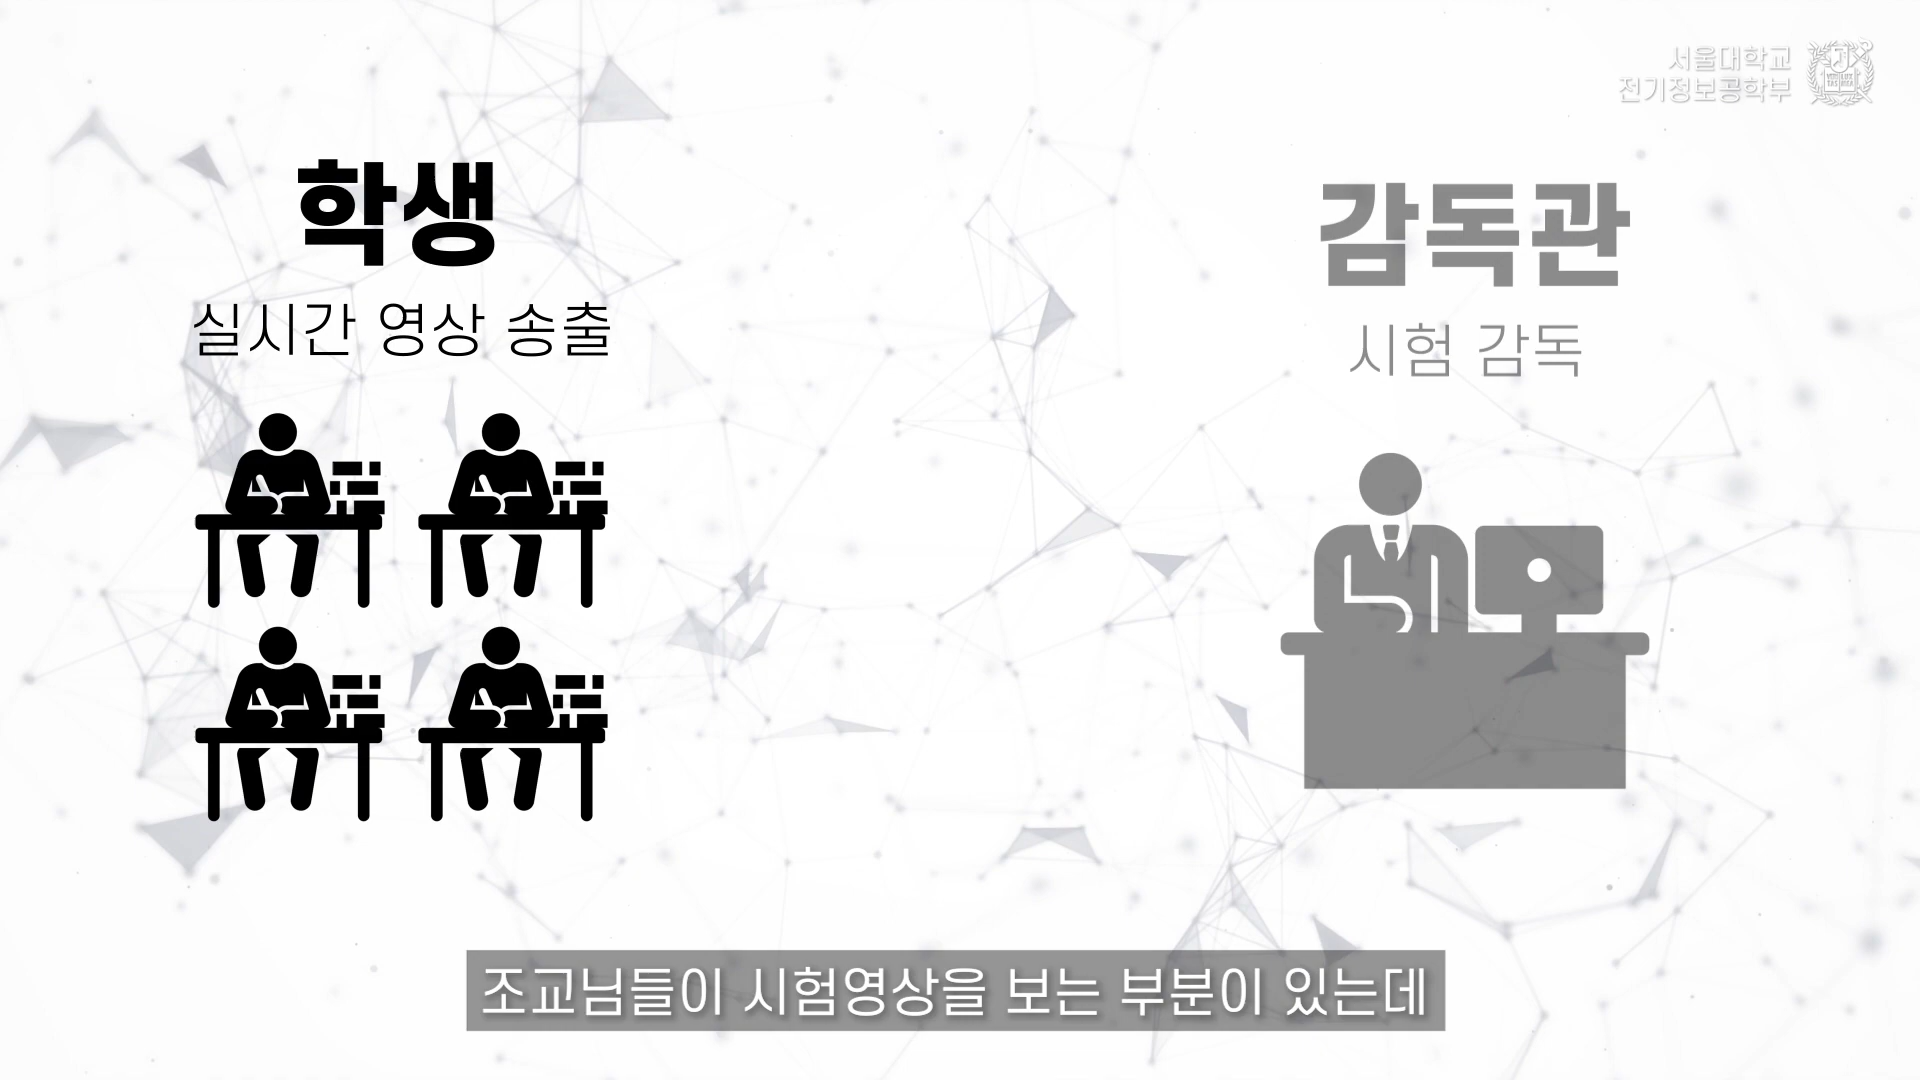 서울대학교
전기정보공학부
학생
실시간 영상 송출
감독관
시험 감독
조교님들이 시험영상을 보는 부분이 있는데